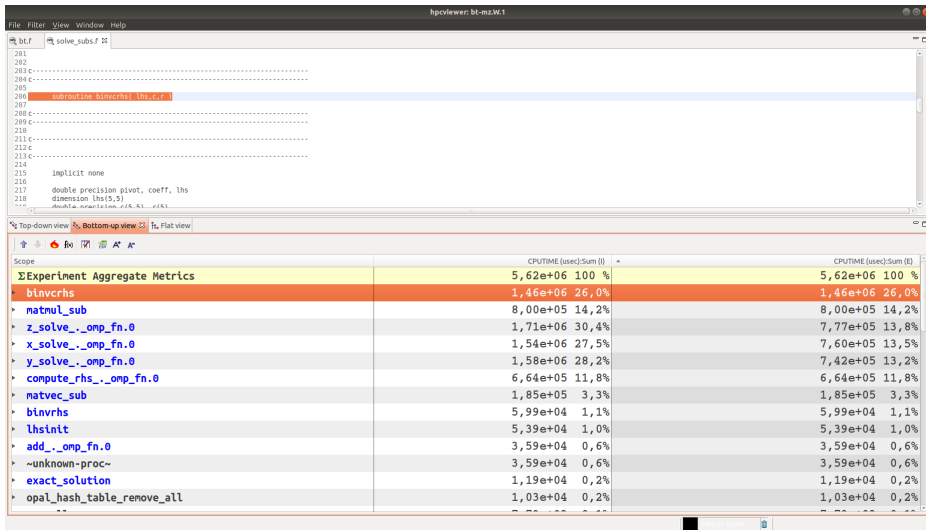 hpcviewer: bt-mz.W.1
File Filter View Window Help
bt.f solve_subs.f
201
202
203 c---------------------------------------------------------------------
204 c---------------------------------------------------------------------
205
206 subroutine binvcrhs( lhs,c,r )
207
208 c---------------------------------------------------------------------
209 c---------------------------------------------------------------------
210
211 c---------------------------------------------------------------------
212 c
213 c---------------------------------------------------------------------
214
215 implicit none
216
217 double precision pivot, coeff, lhs
218 dimension lhs(5,5)
219 double precision c(5,5), r(5)
Top-down view Bottom-up view Flat view
f(x) A+ A-
Scope CPUTIME (usec):Sum (I) CPUTIME (usec):Sum (E)
ΣExperiment Aggregate Metrics 5,62e+06 100 % 5,62e+06 100 %
binvcrhs 1,46e+06 26,0% 1,46e+06 26,0%
matmul_sub 8,00e+05 14,2% 8,00e+05 14,2%
z_solve_._omp_fn.0 1,71e+06 30,4% 7,77e+05 13,8%
x_solve_._omp_fn.0 1,54e+06 27,5% 7,60e+05 13,5%
y_solve_._omp_fn.0 1,58e+06 28,2% 7,42e+05 13,2%
compute_rhs_._omp_fn.0 6,64e+05 11,8% 6,64e+05 11,8%
matvec_sub 1,85e+05 3,3% 1,85e+05 3,3%
binvrhs 5,99e+04 1,1% 5,99e+04 1,1%
lhsinit 5,39e+04 1,0% 5,39e+04 1,0%
add_._omp_fn.0 3,59e+04 0,6% 3,59e+04 0,6%
~unknown-proc~ 3,59e+04 0,6% 3,59e+04 0,6%
exact_solution 1,19e+04 0,2% 1,19e+04 0,2%
opal_hash_table_remove_all 1,03e+04 0,2% 1,03e+04 0,2%